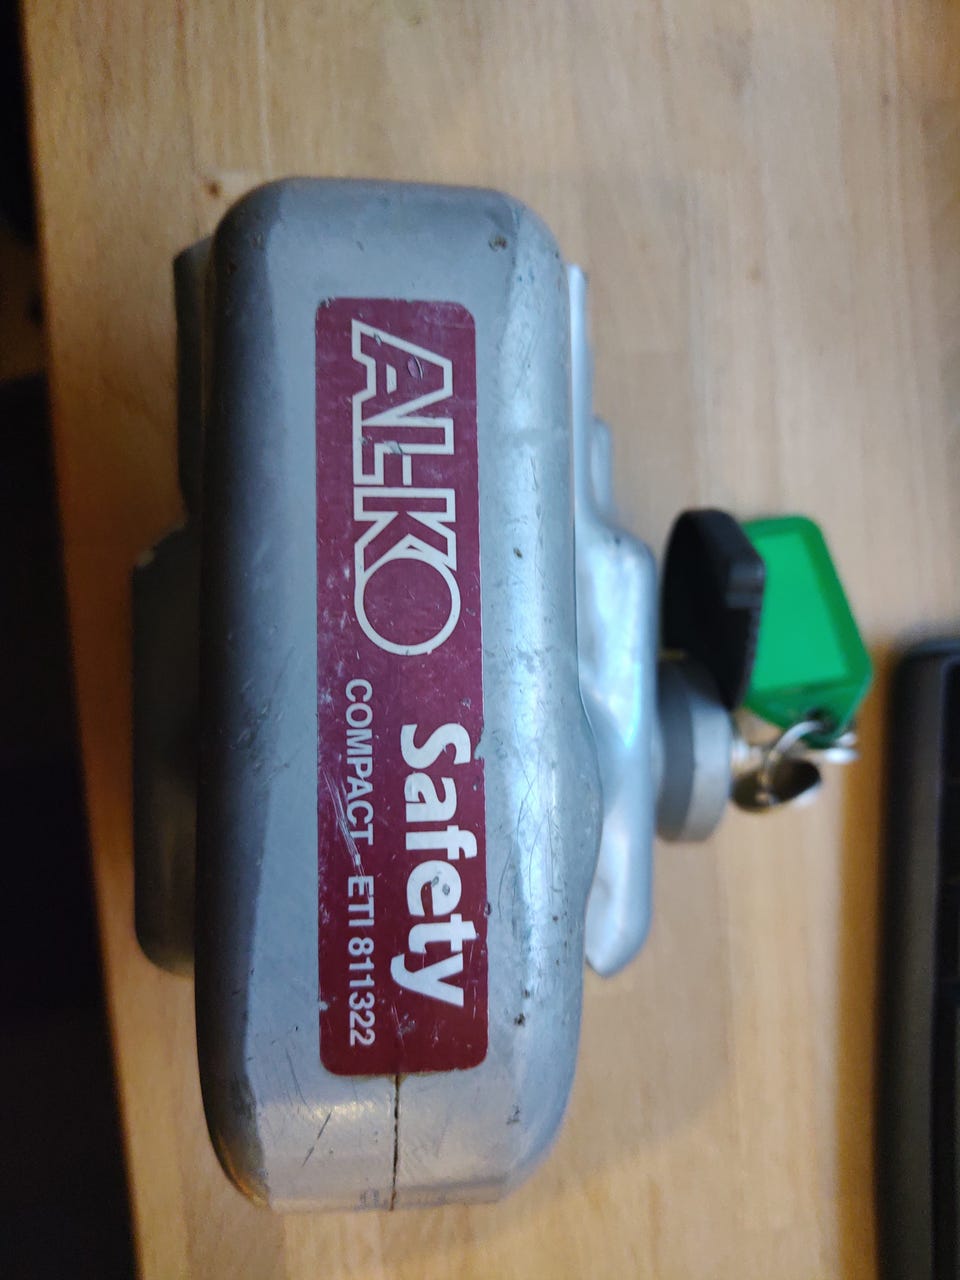 AL-KO Safety
COMPACT - ETI 811322